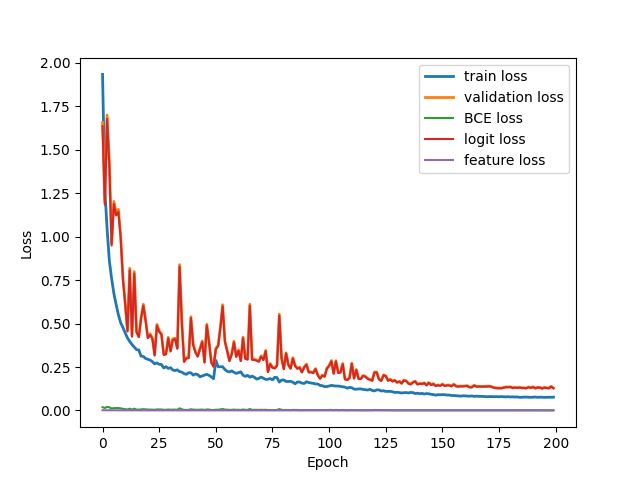 train loss
validation loss
BCE loss
logit loss
feature loss
2.00
1.75
1.50
1.25
1.00
0.75
0.50
0.25
0.00
Loss
0 25 50 75 100 125 150 175 200
Epoch